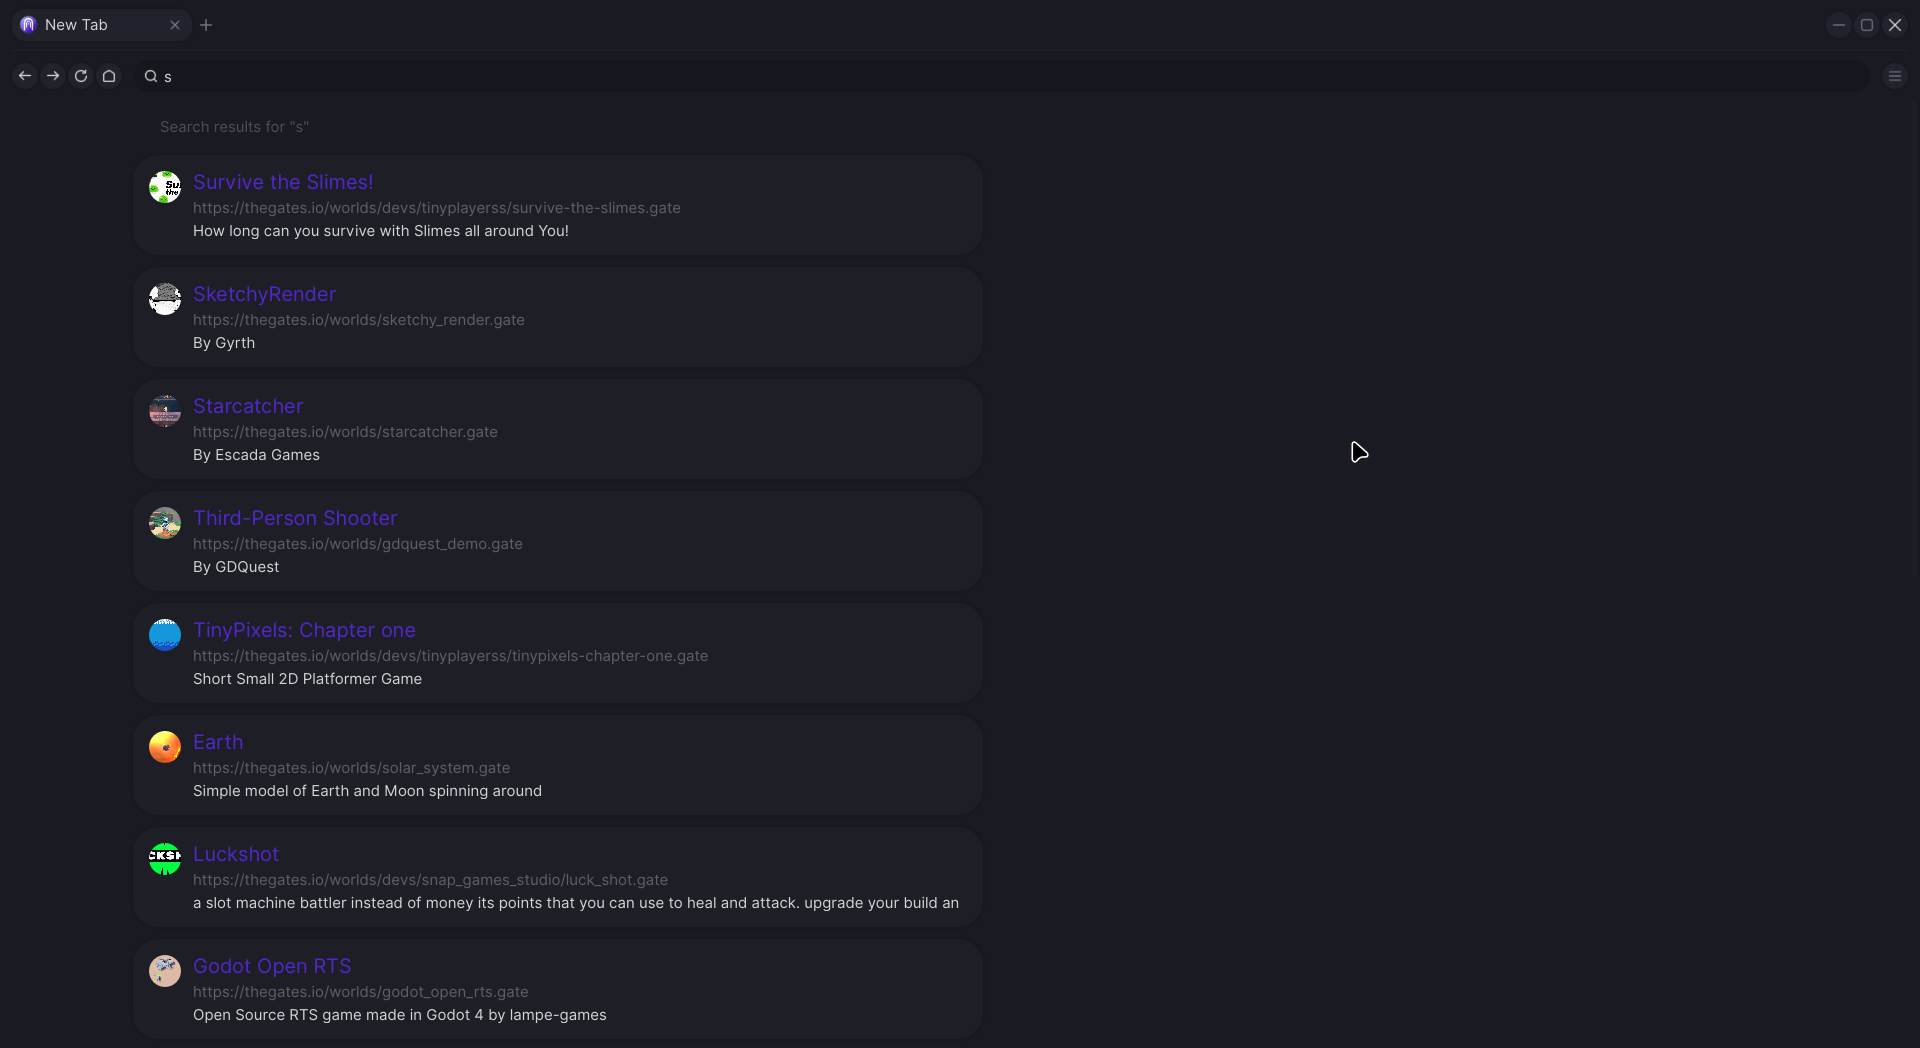 New Tab
s
Search results for "s"
Survive the Slimes!
https://thegates.io/worlds/devs/tinyplayerss/survive-the-slimes.gate
How long can you survive with Slimes all around You!
SketchyRender
https://thegates.io/worlds/sketchy_render.gate
By Gyrth
Starcatcher
https://thegates.io/worlds/starcatcher.gate
By Escada Games
Third-Person Shooter
https://thegates.io/worlds/gdquest_demo.gate
By GDQuest
TinyPixels: Chapter one
https://thegates.io/worlds/devs/tinyplayerss/tinypixels-chapter-one.gate
Short Small 2D Platformer Game
Earth
https://thegates.io/worlds/solar_system.gate
Simple model of Earth and Moon spinning around
Luckshot
https://thegates.io/worlds/devs/snap_games_studio/luck_shot.gate
a slot machine battler instead of money its points that you can use to heal and attack. upgrade your build an
Godot Open RTS
https://thegates.io/worlds/godot_open_rts.gate
Open Source RTS game made in Godot 4 by lampe-games